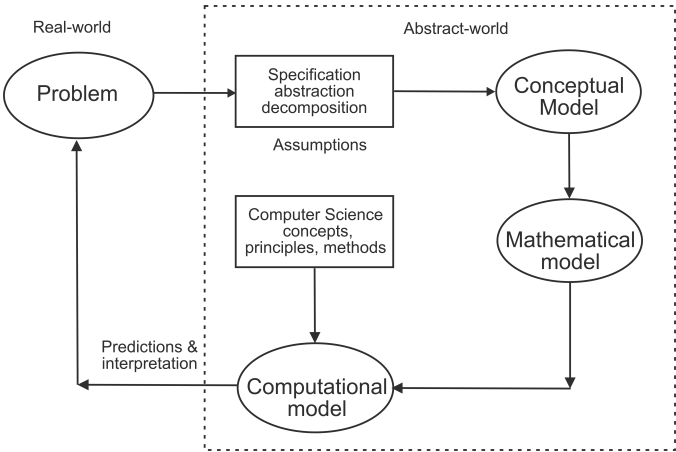 Real-world
Abstract-world
Problem
Specification
abstraction
decomposition
Conceptual
Model
Assumptions
Computer Science
concepts,
principles, methods
Mathematical
model
Predictions &
interpretation
Computational
model